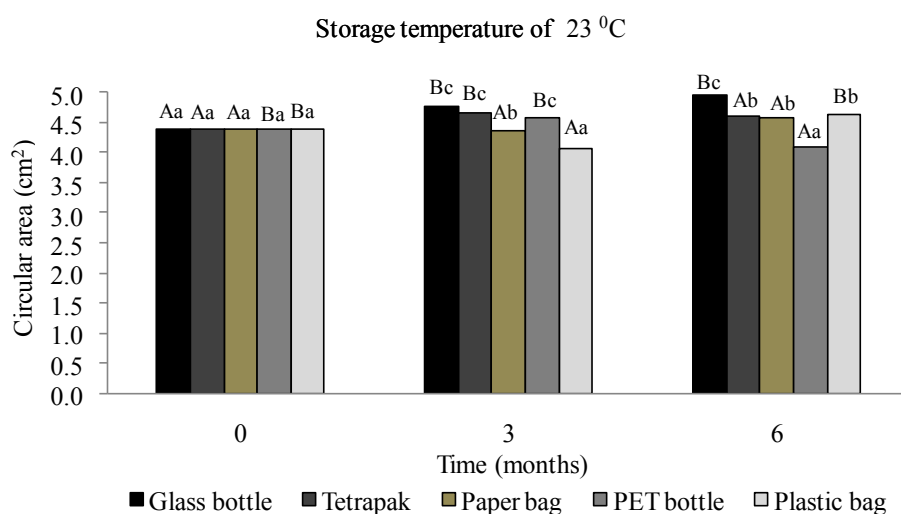 Storage temperature of 23 ⁰C
Circular area (cm²)
5.0
4.5
4.0
3.5
3.0
2.5
2.0
1.5
1.0
0.5
0.0
Aa Aa Aa Ba Ba
Bc Bc Ab Bc Aa
Bc Ab Ab Aa Bb
0 3 6
Time (months)
Glass bottle Tetrapak Paper bag PET bottle Plastic bag